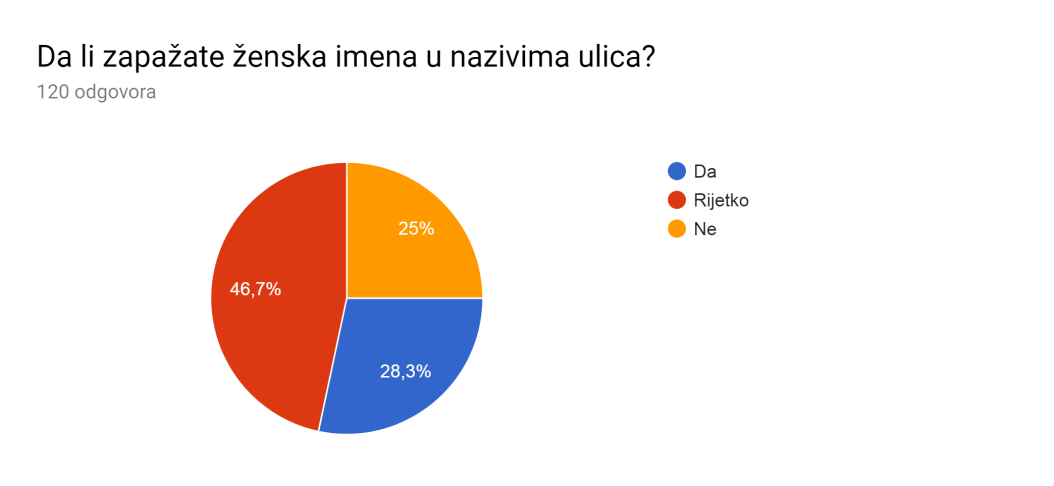 Da li zapažate ženska imena u nazivima ulica?
120 odgovora
Da
Rijetko
Ne
25%
46,7%
28,3%